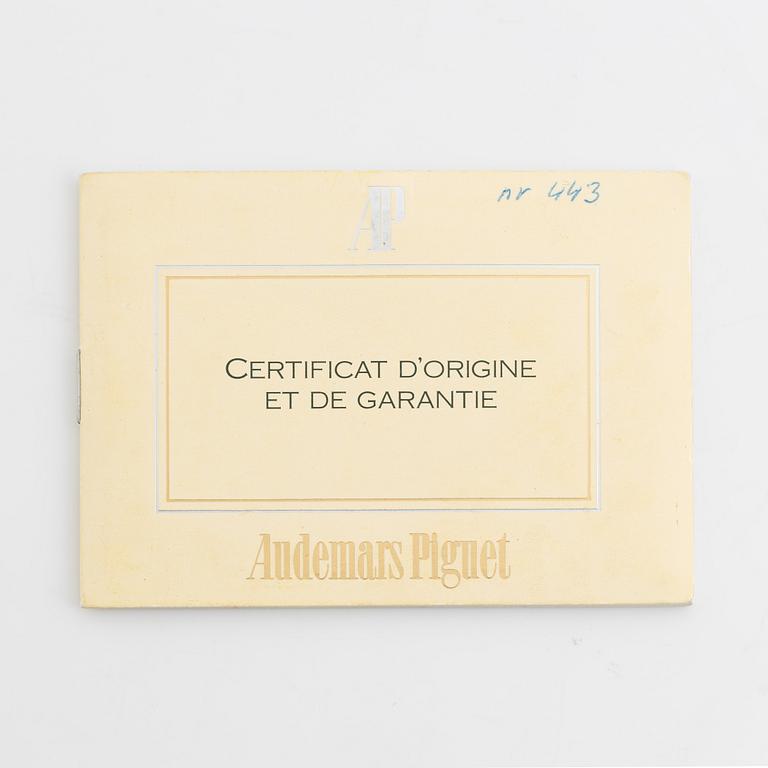 nr 443
AP
CERTIFICAT D'ORIGINE
ET DE GARANTIE
Audemars Piguet